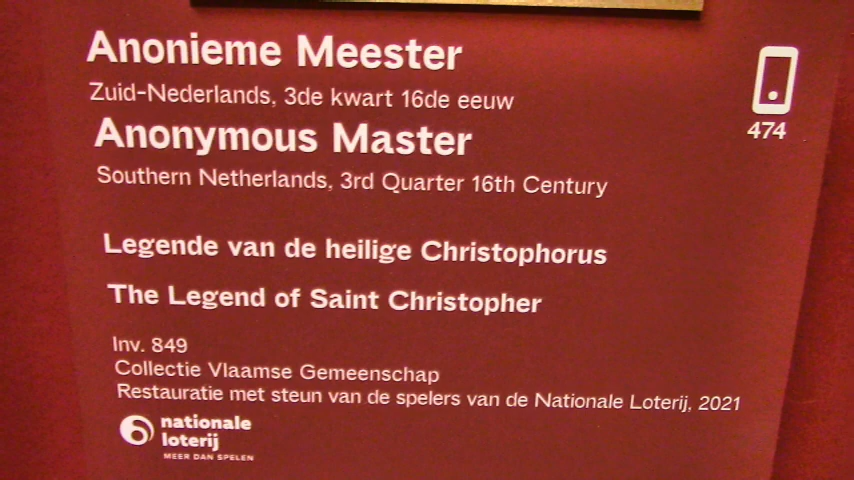 Anonieme Meester
Zuid-Nederlands, 3de kwart 16de eeuw
474
Anonymous Master
Southern Netherlands, 3rd Quarter 16th Century
Legende van de heilige Christophorus
The Legend of Saint Christopher
Inv. 849
Collectie Vlaamse Gemeenschap
Restauratie met steun van de spelers van de Nationale Loterij, 2021
nationale
loterij
MEER DAN SPELEN